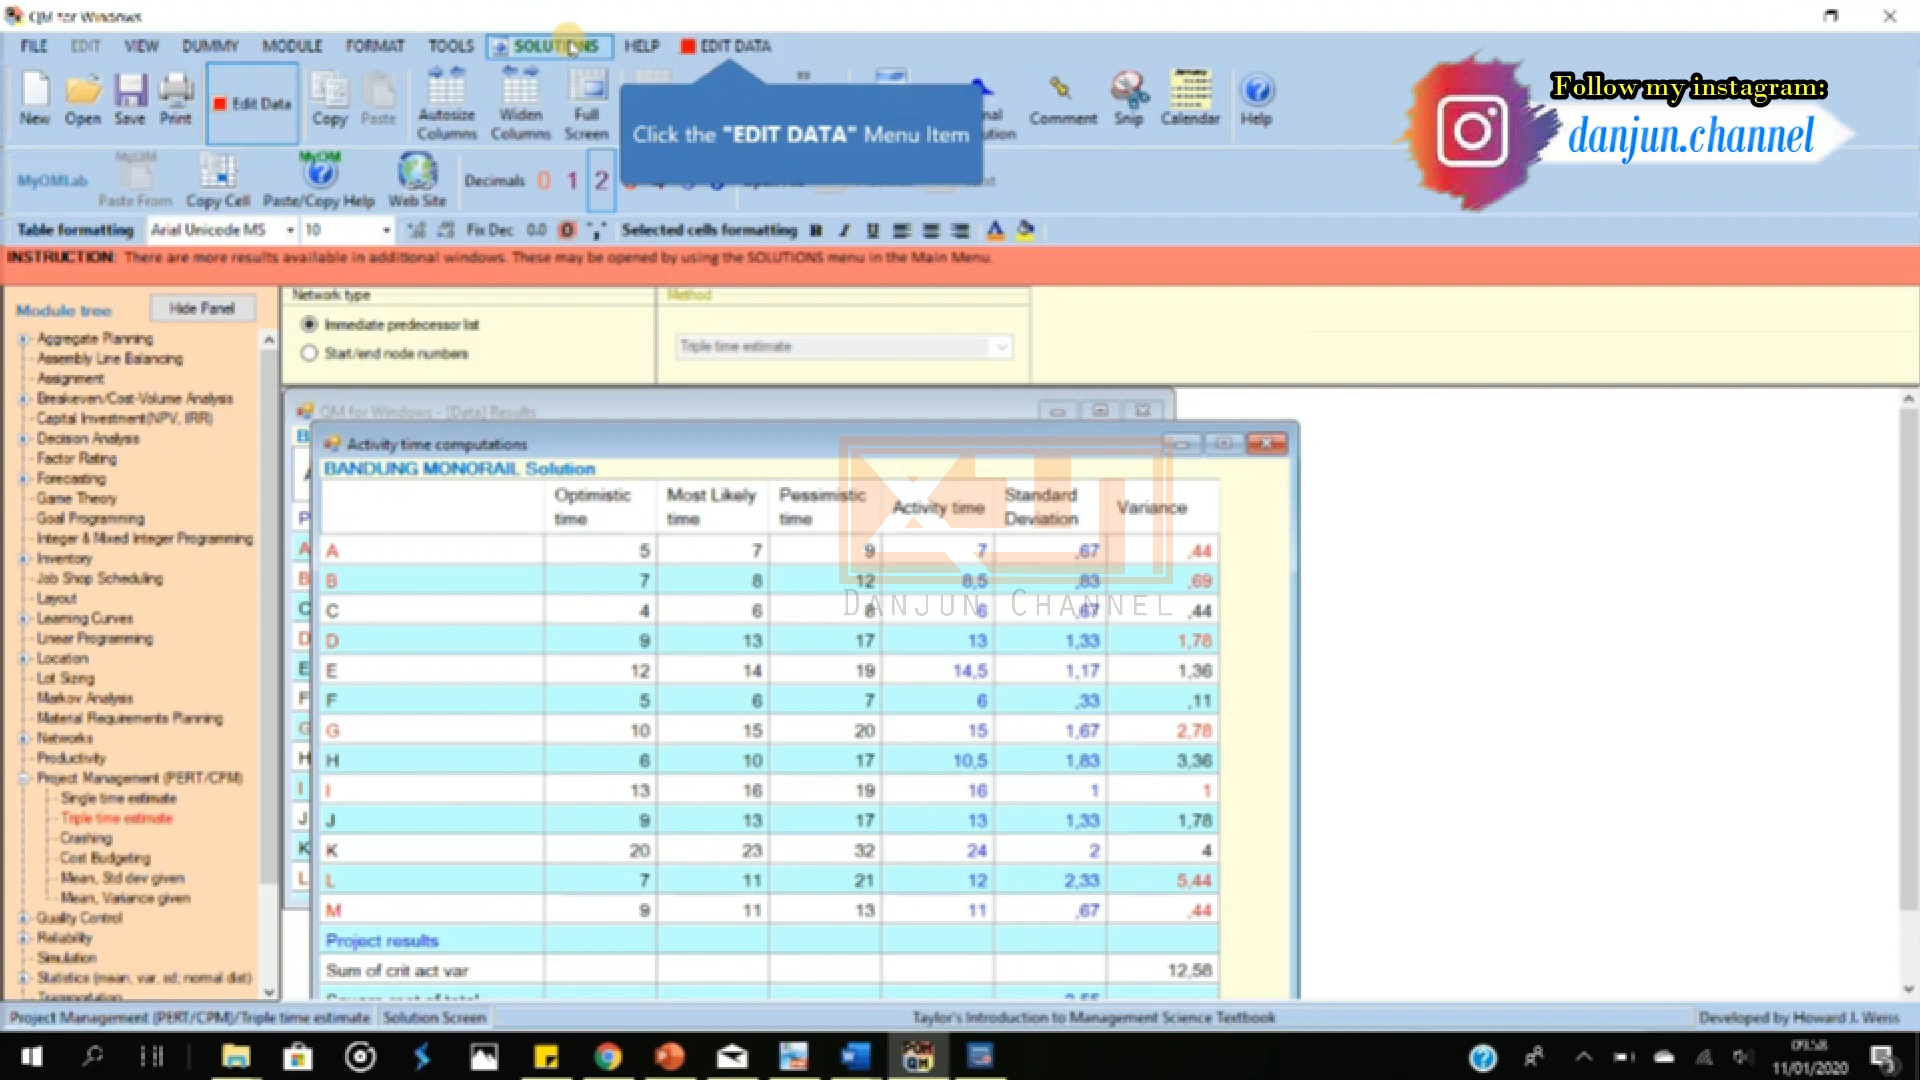 QM for Windows
FILE EDIT VIEW DUMMY MODULE FORMAT TOOLS SOLUTIONS HELP EDIT DATA
New Open Save Print Edit Data Copy Paste Autosize Columns Widen Columns Full Screen Comment Snip Calendar Help
Click the "EDIT DATA" Menu Item
Follow my instagram:
danjun.channel
MyOMLab Paste From Copy Cell Paste/Copy Help Web Site Decimals 0 1 2
Table formatting Arial Unicode MS 10 Fix Dec 0.0 0 Selected cells formatting B I U
INSTRUCTION: There are more results available in additional windows. These may be opened by using the SOLUTIONS menu in the Main Menu.
Module tree Hide Panel
Aggregate Planning
Assembly Line Balancing
Assignment
Breakeven/Cost-Volume Analysis
Capital Investment(NPV, IRR)
Decision Analysis
Factor Rating
Forecasting
Game Theory
Goal Programming
Integer & Mixed Integer Programming
Inventory
Job Shop Scheduling
Layout
Learning Curves
Linear Programming
Location
Lot Sizing
Markov Analysis
Material Requirements Planning
Networks
Productivity
Project Management (PERT/CPM)
Single time estimate
Triple time estimate
Crashing
Cost Budgeting
Mean, Std dev given
Mean, Variance given
Quality Control
Reliability
Simulation
Statistics (mean, var, sd, normal dist)
Transportation
Network type
Immediate predecessor list
Start/end node numbers
Method
Triple time estimate
QM for Windows - [Data] Results
Activity time computations
BANDUNG MONORAIL Solution
Optimistic time Most Likely time Pessimistic time Activity time Standard Deviation Variance
A 5 7 9 7 ,67 ,44
B 7 8 12 8,5 ,83 ,69
C 4 6 8 6 ,67 ,44
D 9 13 17 13 1,33 1,78
E 12 14 19 14,5 1,17 1,36
F 5 6 7 6 ,33 ,11
G 10 15 20 15 1,67 2,78
H 6 10 17 10,5 1,83 3,36
I 13 16 19 16 1 1
J 9 13 17 13 1,33 1,78
K 20 23 32 24 2 4
L 7 11 21 12 2,33 5,44
M 9 11 13 11 ,67 ,44
Project results
Sum of crit act var 12,58
DANJUN CHANNEL
Project Management (PERT/CPM)/Triple time estimate Solution Screen Taylor's Introduction to Management Science Textbook Developed by Howard J. Weiss
09.58
11/01/2020